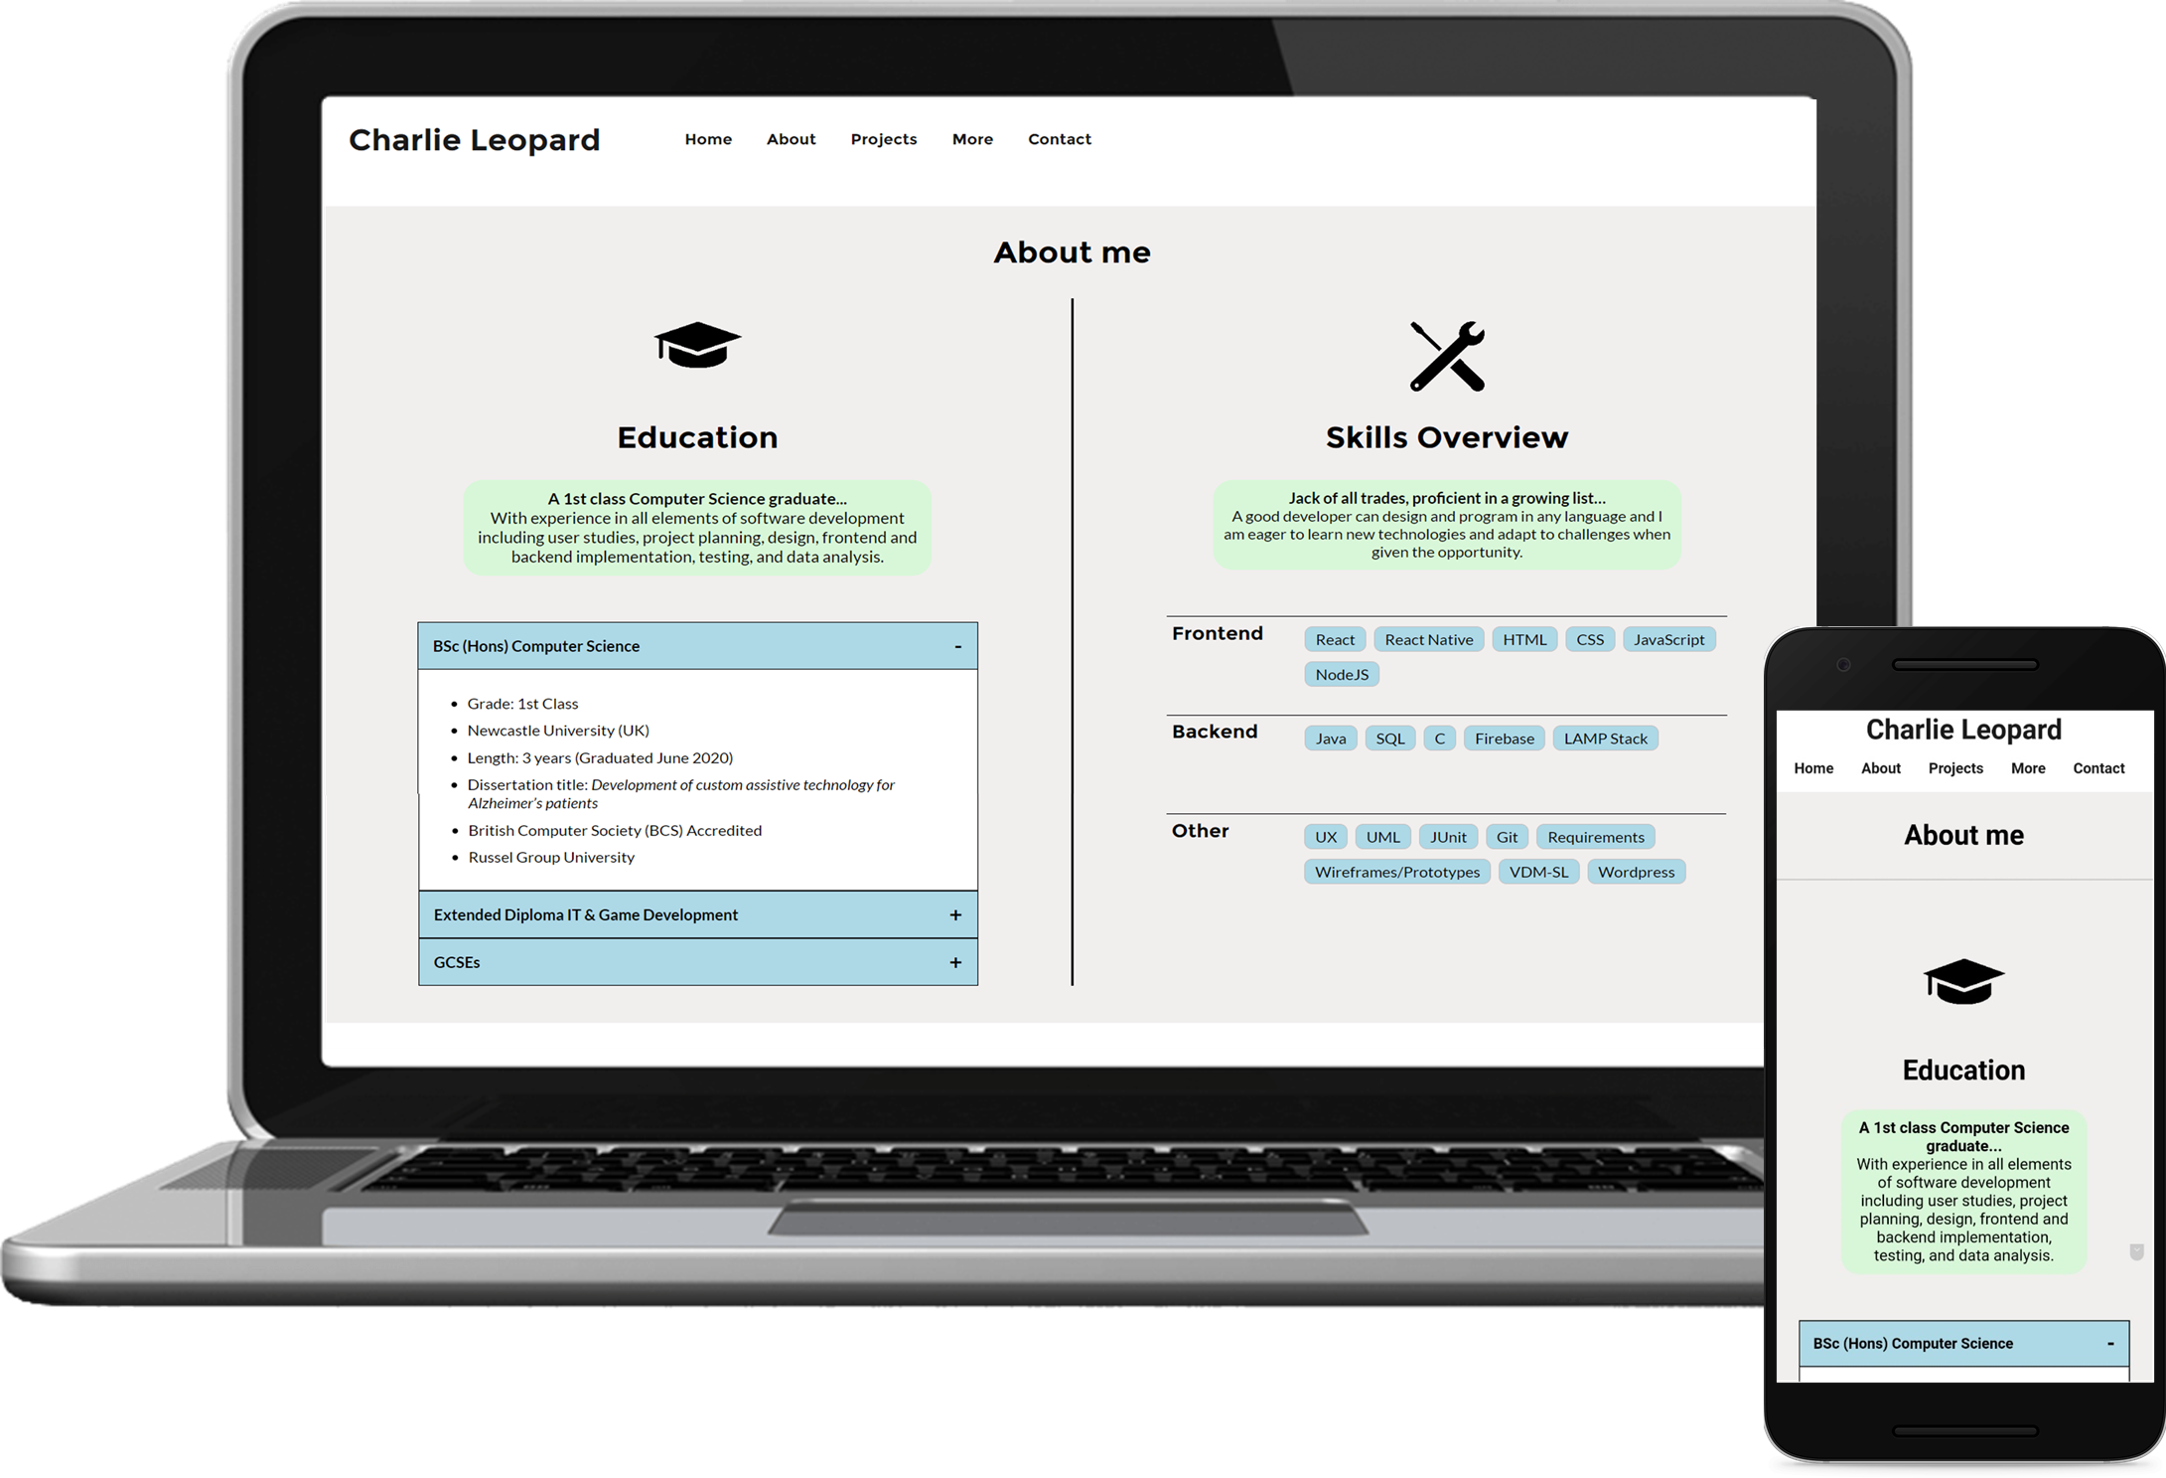 Charlie Leopard
Home About Projects More Contact
About me
Education
A 1st class Computer Science graduate...
With experience in all elements of software development
including user studies, project planning, design, frontend and
backend implementation, testing, and data analysis.
BSc (Hons) Computer Science -
Grade: 1st Class
Newcastle University (UK)
Length: 3 years (Graduated June 2020)
Dissertation title: Development of custom assistive technology for
Alzheimer's patients
British Computer Society (BCS) Accredited
Russel Group University
Extended Diploma IT & Game Development +
GCSEs +
Skills Overview
Jack of all trades, proficient in a growing list...
A good developer can design and program in any language and I
am eager to learn new technologies and adapt to challenges when
given the opportunity.
Frontend React React Native HTML CSS JavaScript
NodeJS
Backend Java SQL C Firebase LAMP Stack
Other UX UML JUnit Git Requirements
Wireframes/Prototypes VDM-SL Wordpress
Charlie Leopard
Home About Projects More Contact
About me
Education
A 1st class Computer Science
graduate...
With experience in all elements
of software development
including user studies, project
planning, design, frontend and
backend implementation,
testing, and data analysis.
BSc (Hons) Computer Science -